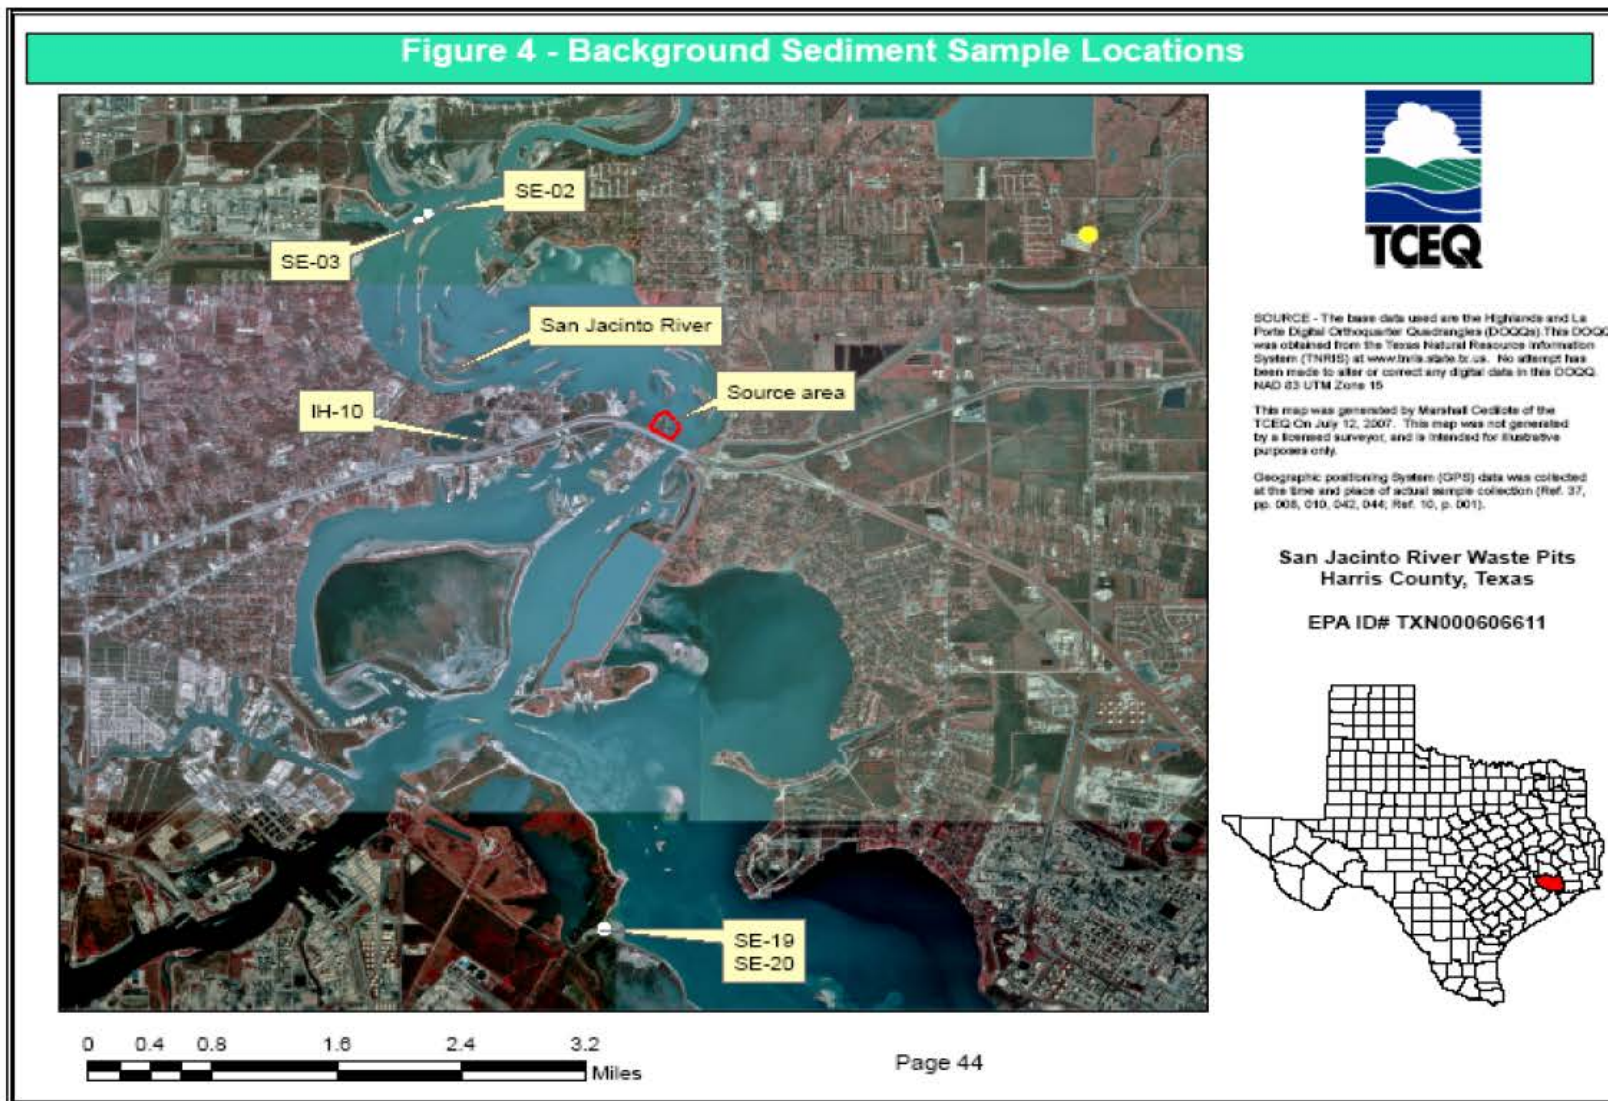 Figure 4 - Background Sediment Sample Locations
SE-02
SE-03
San Jacinto River
Source area
IH-10
SE-19
SE-20
TCEQ
SOURCE - The base data used are the Highlands and La
Porte Digital Orthoquarter Quadrangles (DOQQs).This DOQQ
was obtained from the Texas Natural Resource Information
System (TNRIS) at www.tnris.state.tx.us. No attempt has
been made to alter or correct any digital data in this DOQQ.
NAD 83 UTM Zone 15
This map was generated by Marshall Cedilote of the
TCEQ On July 12, 2007. This map was not generated
by a licensed surveyor, and is intended for illustrative
purposes only.
Geographic positioning System (GPS) data was collected
at the time and place of actual sample collection (Ref. 37,
pp. 008, 010, 042, 044; Ref. 10, p. 001).
San Jacinto River Waste Pits
Harris County, Texas
EPA ID# TXN000606611
0 0.4 0.8 1.6 2.4 3.2
Miles
Page 44